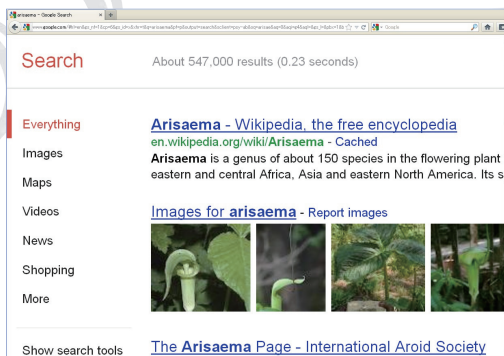 arisaema - Google Search
Google
Search
About 547,000 results (0.23 seconds)
Everything
Images
Maps
Videos
News
Shopping
More
Show search tools
Arisaema - Wikipedia, the free encyclopedia
en.wikipedia.org/wiki/Arisaema - Cached
Arisaema is a genus of about 150 species in the flowering plant
eastern and central Africa, Asia and eastern North America. Its s
Images for arisaema - Report images
The Arisaema Page - International Aroid Society